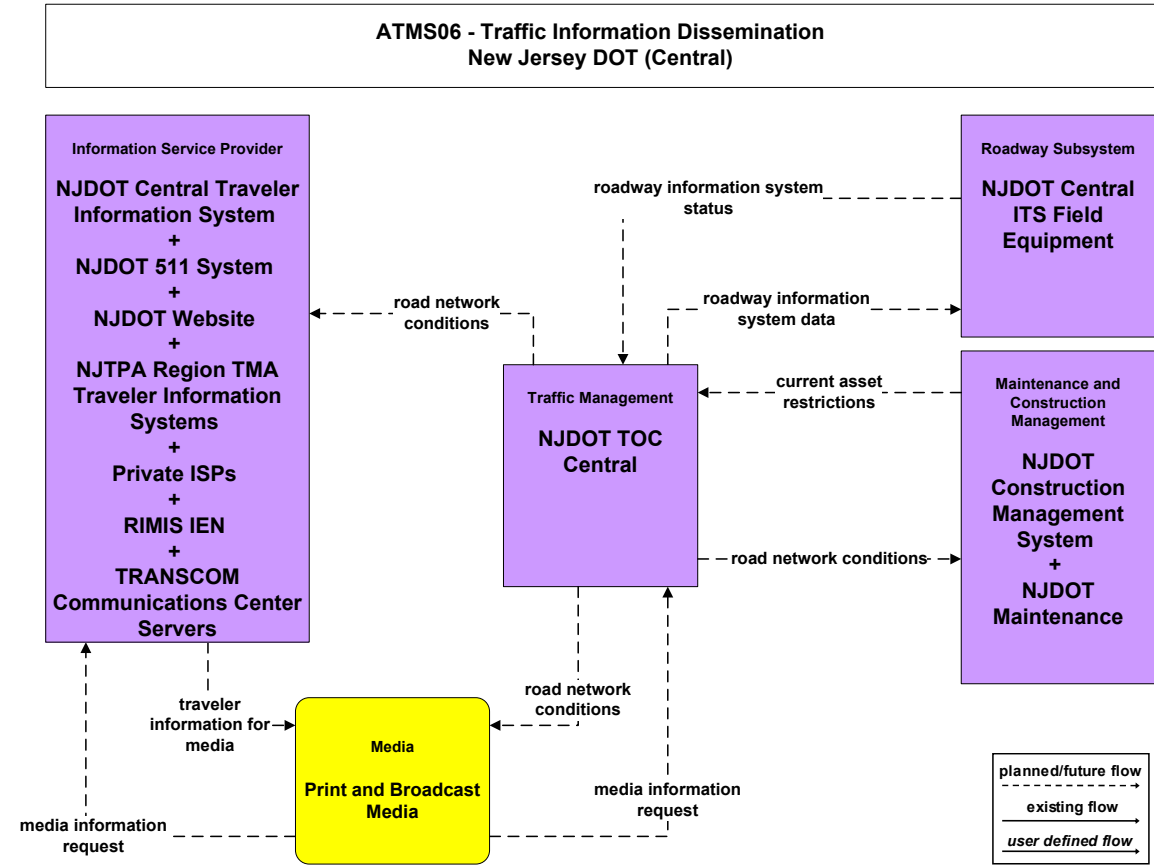 ATMS06 - Traffic Information Dissemination
New Jersey DOT (Central)
Information Service Provider
NJDOT Central Traveler
Information System
+
NJDOT 511 System
+
NJDOT Website
+
NJTPA Region TMA
Traveler Information
Systems
+
Private ISPs
+
RIMIS IEN
+
TRANSCOM
Communications Center
Servers
roadway information system
status
Roadway Subsystem
NJDOT Central
ITS Field
Equipment
road network
conditions
roadway information
system data
Traffic Management
NJDOT TOC
Central
current asset
restrictions
Maintenance and
Construction
Management
NJDOT
Construction
Management
System
+
NJDOT
Maintenance
road network conditions
traveler
information for
media
road network
conditions
Media
Print and Broadcast
Media
media information
request
media information
request
planned/future flow
existing flow
user defined flow